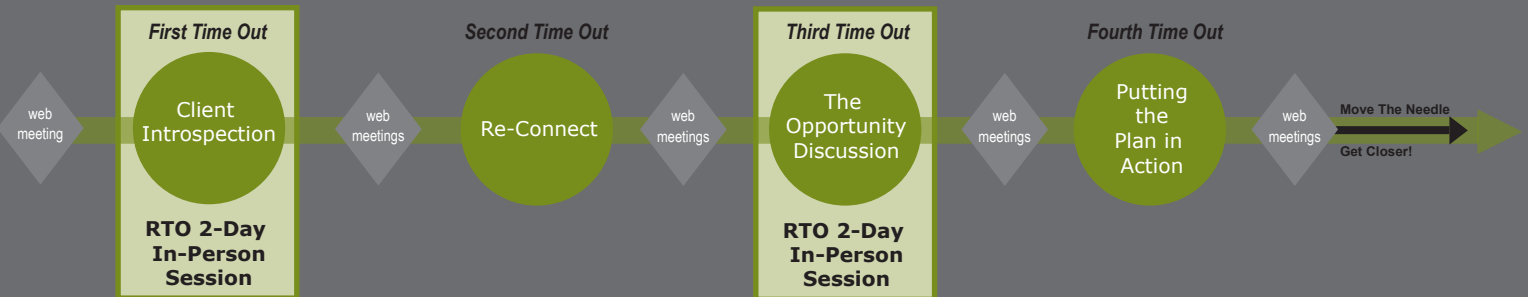 First Time Out
Second Time Out
Third Time Out
Fourth Time Out
web
meeting
Client
Introspection
web
meetings
Re-Connect
web
meetings
The
Opportunity
Discussion
web
meetings
Putting
the
Plan in
Action
web
meetings
Move The Needle
Get Closer!
RTO 2-Day
In-Person
Session
RTO 2-Day
In-Person
Session